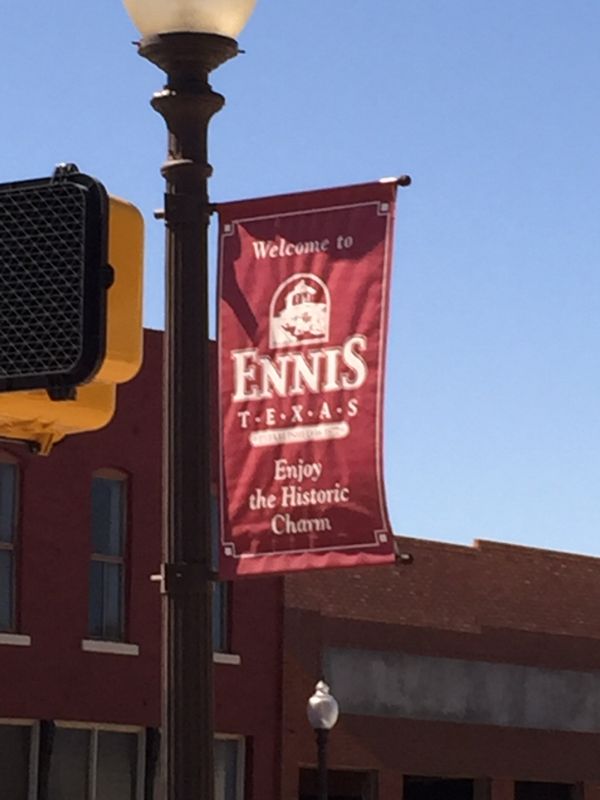 Welcome to
ENNIS
T•E•X•A•S
Enjoy
the Historic
Charm